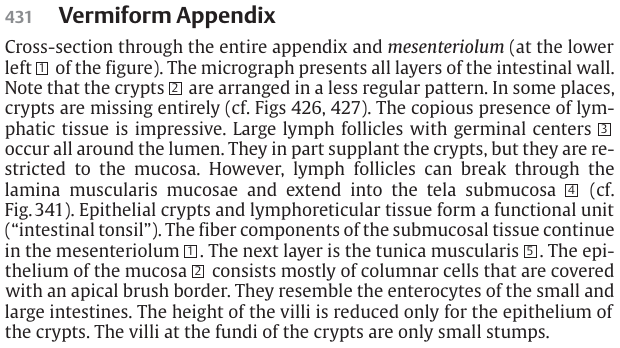 431 Vermiform Appendix
Cross-section through the entire appendix and mesenteriolum (at the lower
left 1 of the figure). The micrograph presents all layers of the intestinal wall.
Note that the crypts 2 are arranged in a less regular pattern. In some places,
crypts are missing entirely (cf. Figs 426, 427). The copious presence of lym-
phatic tissue is impressive. Large lymph follicles with germinal centers 3
occur all around the lumen. They in part supplant the crypts, but they are re-
stricted to the mucosa. However, lymph follicles can break through the
lamina muscularis mucosae and extend into the tela submucosa 4 (cf.
Fig. 341). Epithelial crypts and lymphoreticular tissue form a functional unit
(“intestinal tonsil”). The fiber components of the submucosal tissue continue
in the mesenteriolum 1. The next layer is the tunica muscularis 5. The epi-
thelium of the mucosa 2 consists mostly of columnar cells that are covered
with an apical brush border. They resemble the enterocytes of the small and
large intestines. The height of the villi is reduced only for the epithelium of
the crypts. The villi at the fundi of the crypts are only small stumps.